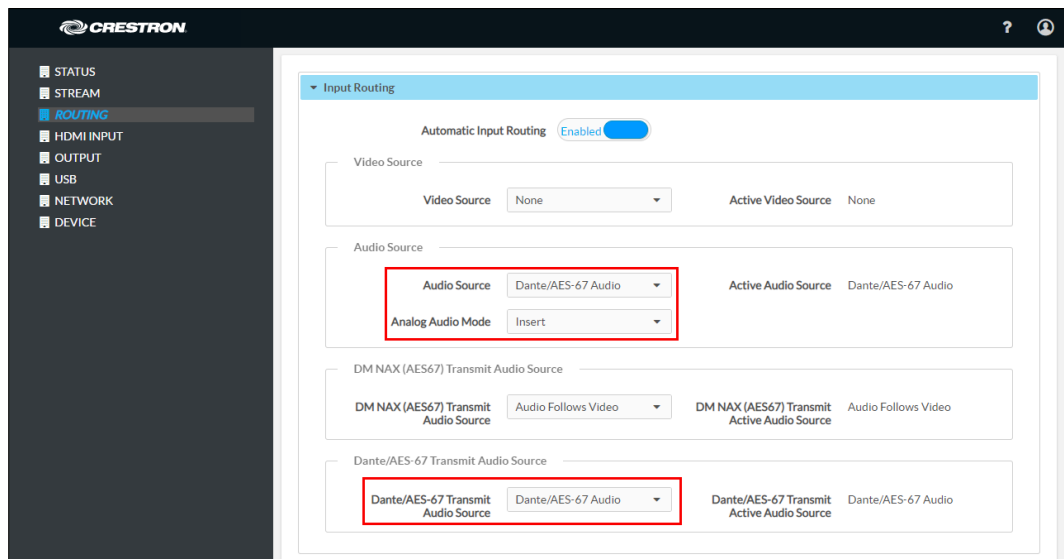 CRESTRON
?
STATUS
STREAM
ROUTING
HDMI INPUT
OUTPUT
USB
NETWORK
DEVICE
Input Routing
Automatic Input Routing Enabled
Video Source
Video Source None Active Video Source None
Audio Source
Audio Source Dante/AES-67 Audio Active Audio Source Dante/AES-67 Audio
Analog Audio Mode Insert
DM NAX (AES67) Transmit Audio Source
DM NAX (AES67) Transmit Audio Follows Video DM NAX (AES67) Transmit Audio Follows Video
Audio Source Active Audio Source
Dante/AES-67 Transmit Audio Source
Dante/AES-67 Transmit Dante/AES-67 Audio Dante/AES-67 Transmit Dante/AES-67 Audio
Audio Source Active Audio Source